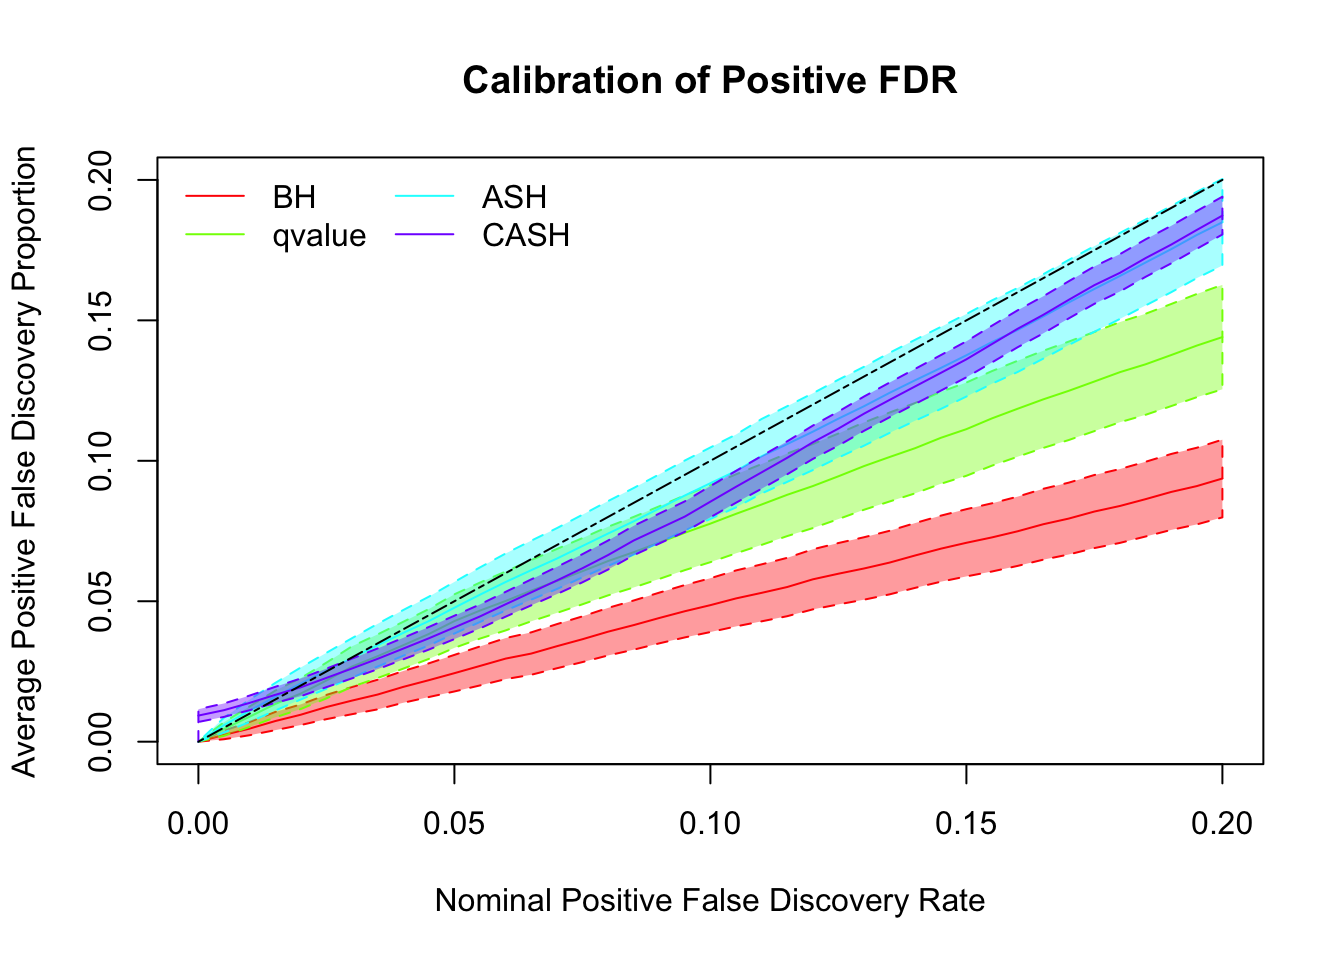 Calibration of Positive FDR
BH
qvalue
ASH
CASH
Average Positive False Discovery Proportion
0.20
0.15
0.10
0.05
0.00
0.00 0.05 0.10 0.15 0.20
Nominal Positive False Discovery Rate